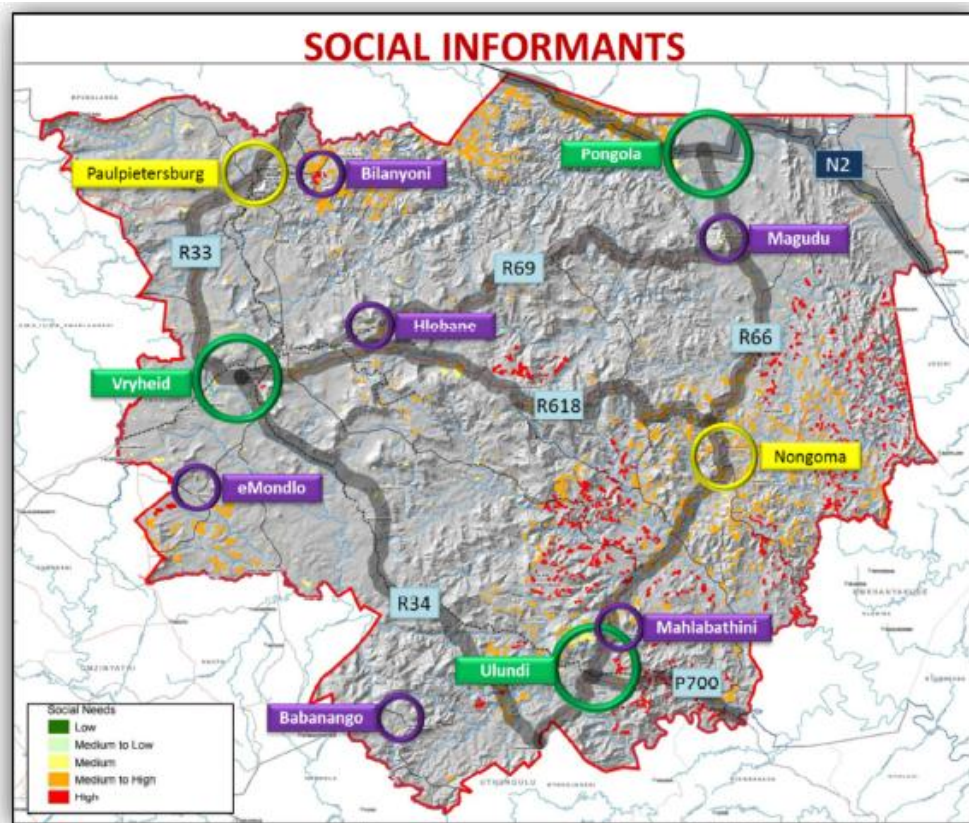 SOCIAL INFORMANTS
Pongola
N2
Paulpietersburg
Bilanyoni
Magudu
R33
R69
Hlobane
R66
Vryheid
R618
Nongoma
eMondlo
R34
Mahlabathini
Ulundi
P700
Babanango
Social Needs
Low
Medium to Low
Medium
Medium to High
High